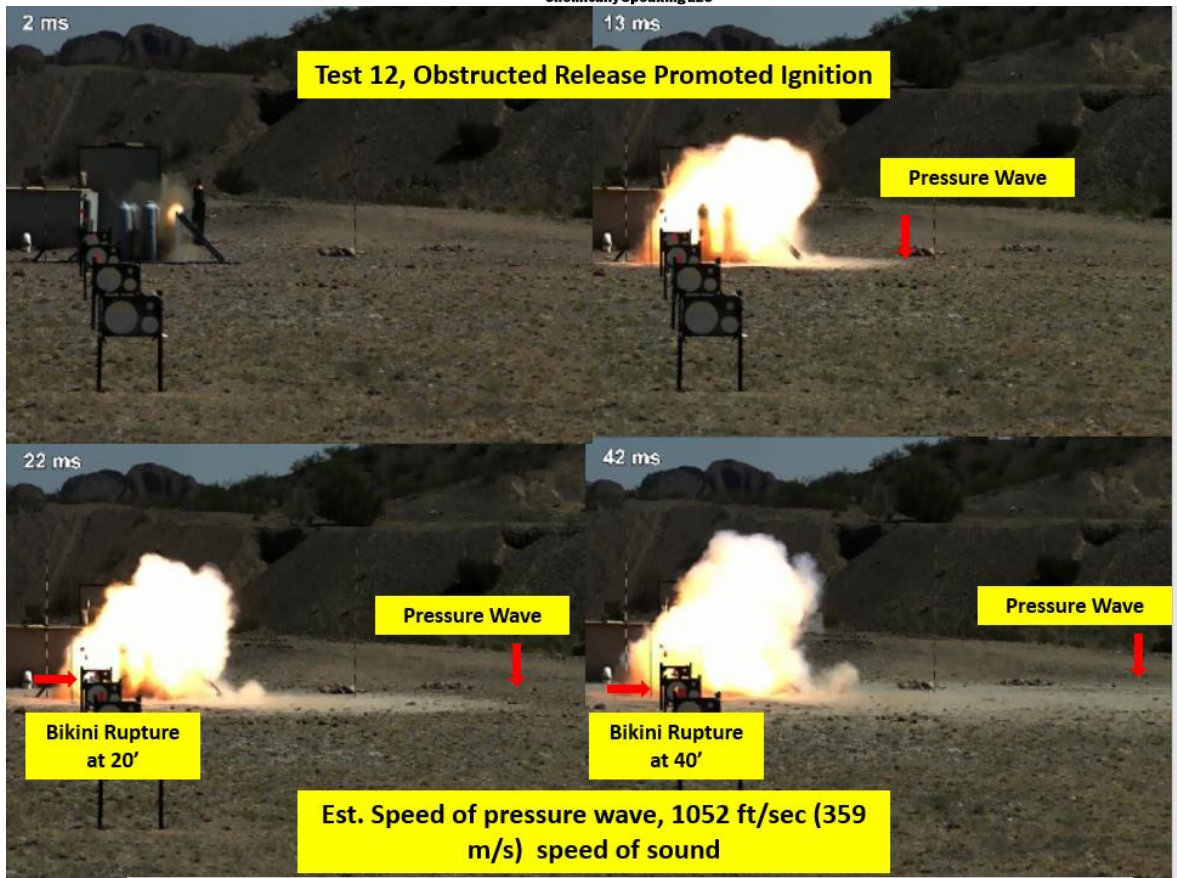 ChemicallySpeaking LLC
2 ms
13 ms
Test 12, Obstructed Release Promoted Ignition
Pressure Wave
22 ms
42 ms
Pressure Wave
Pressure Wave
Bikini Rupture
at 20’
Bikini Rupture
at 40’
Est. Speed of pressure wave, 1052 ft/sec (359
m/s)  speed of sound